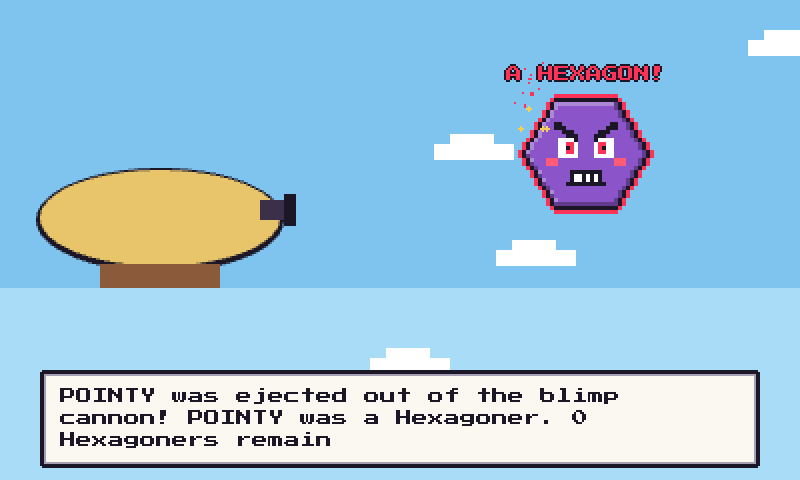 A HEXAGON!
POINTY was ejected out of the blimp
cannon! POINTY was a Hexagoner. 0
Hexagoners remain